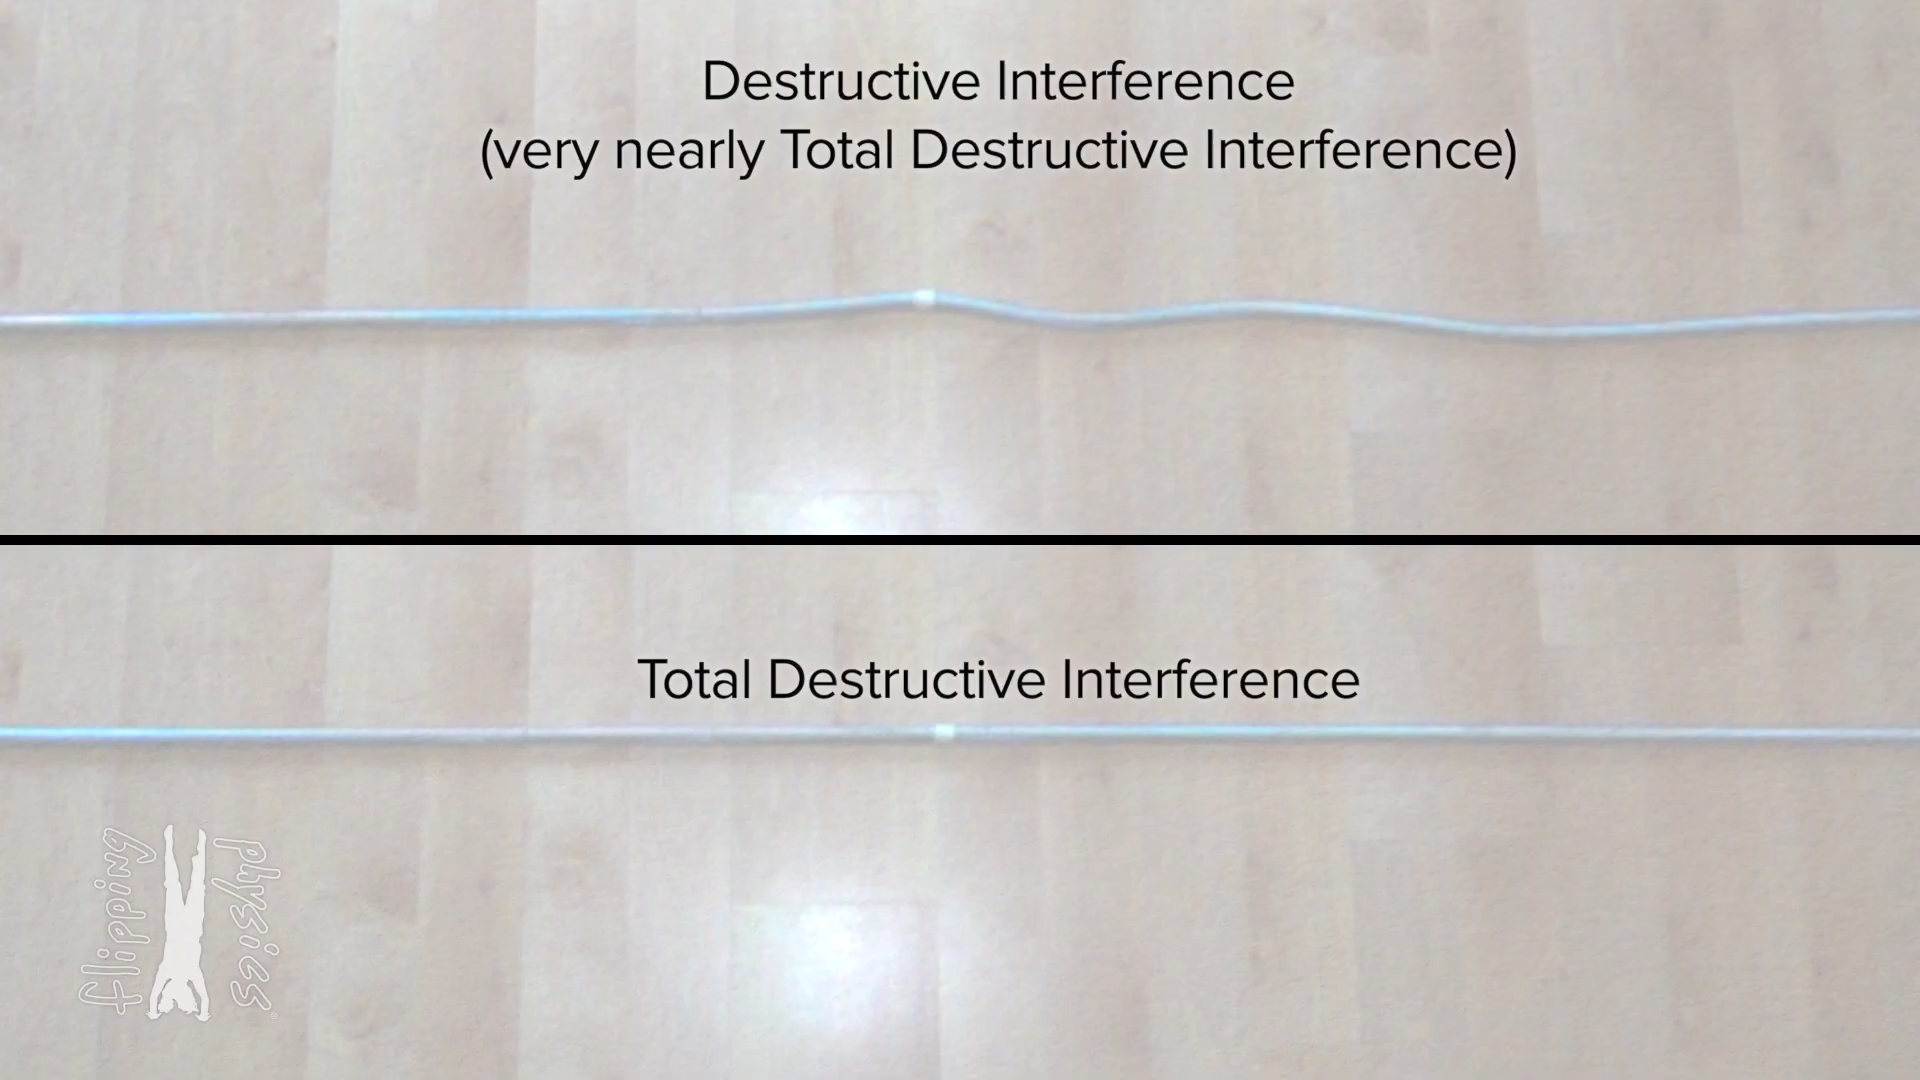 Destructive Interference
(very nearly Total Destructive Interference)
Total Destructive Interference
flipping
physics